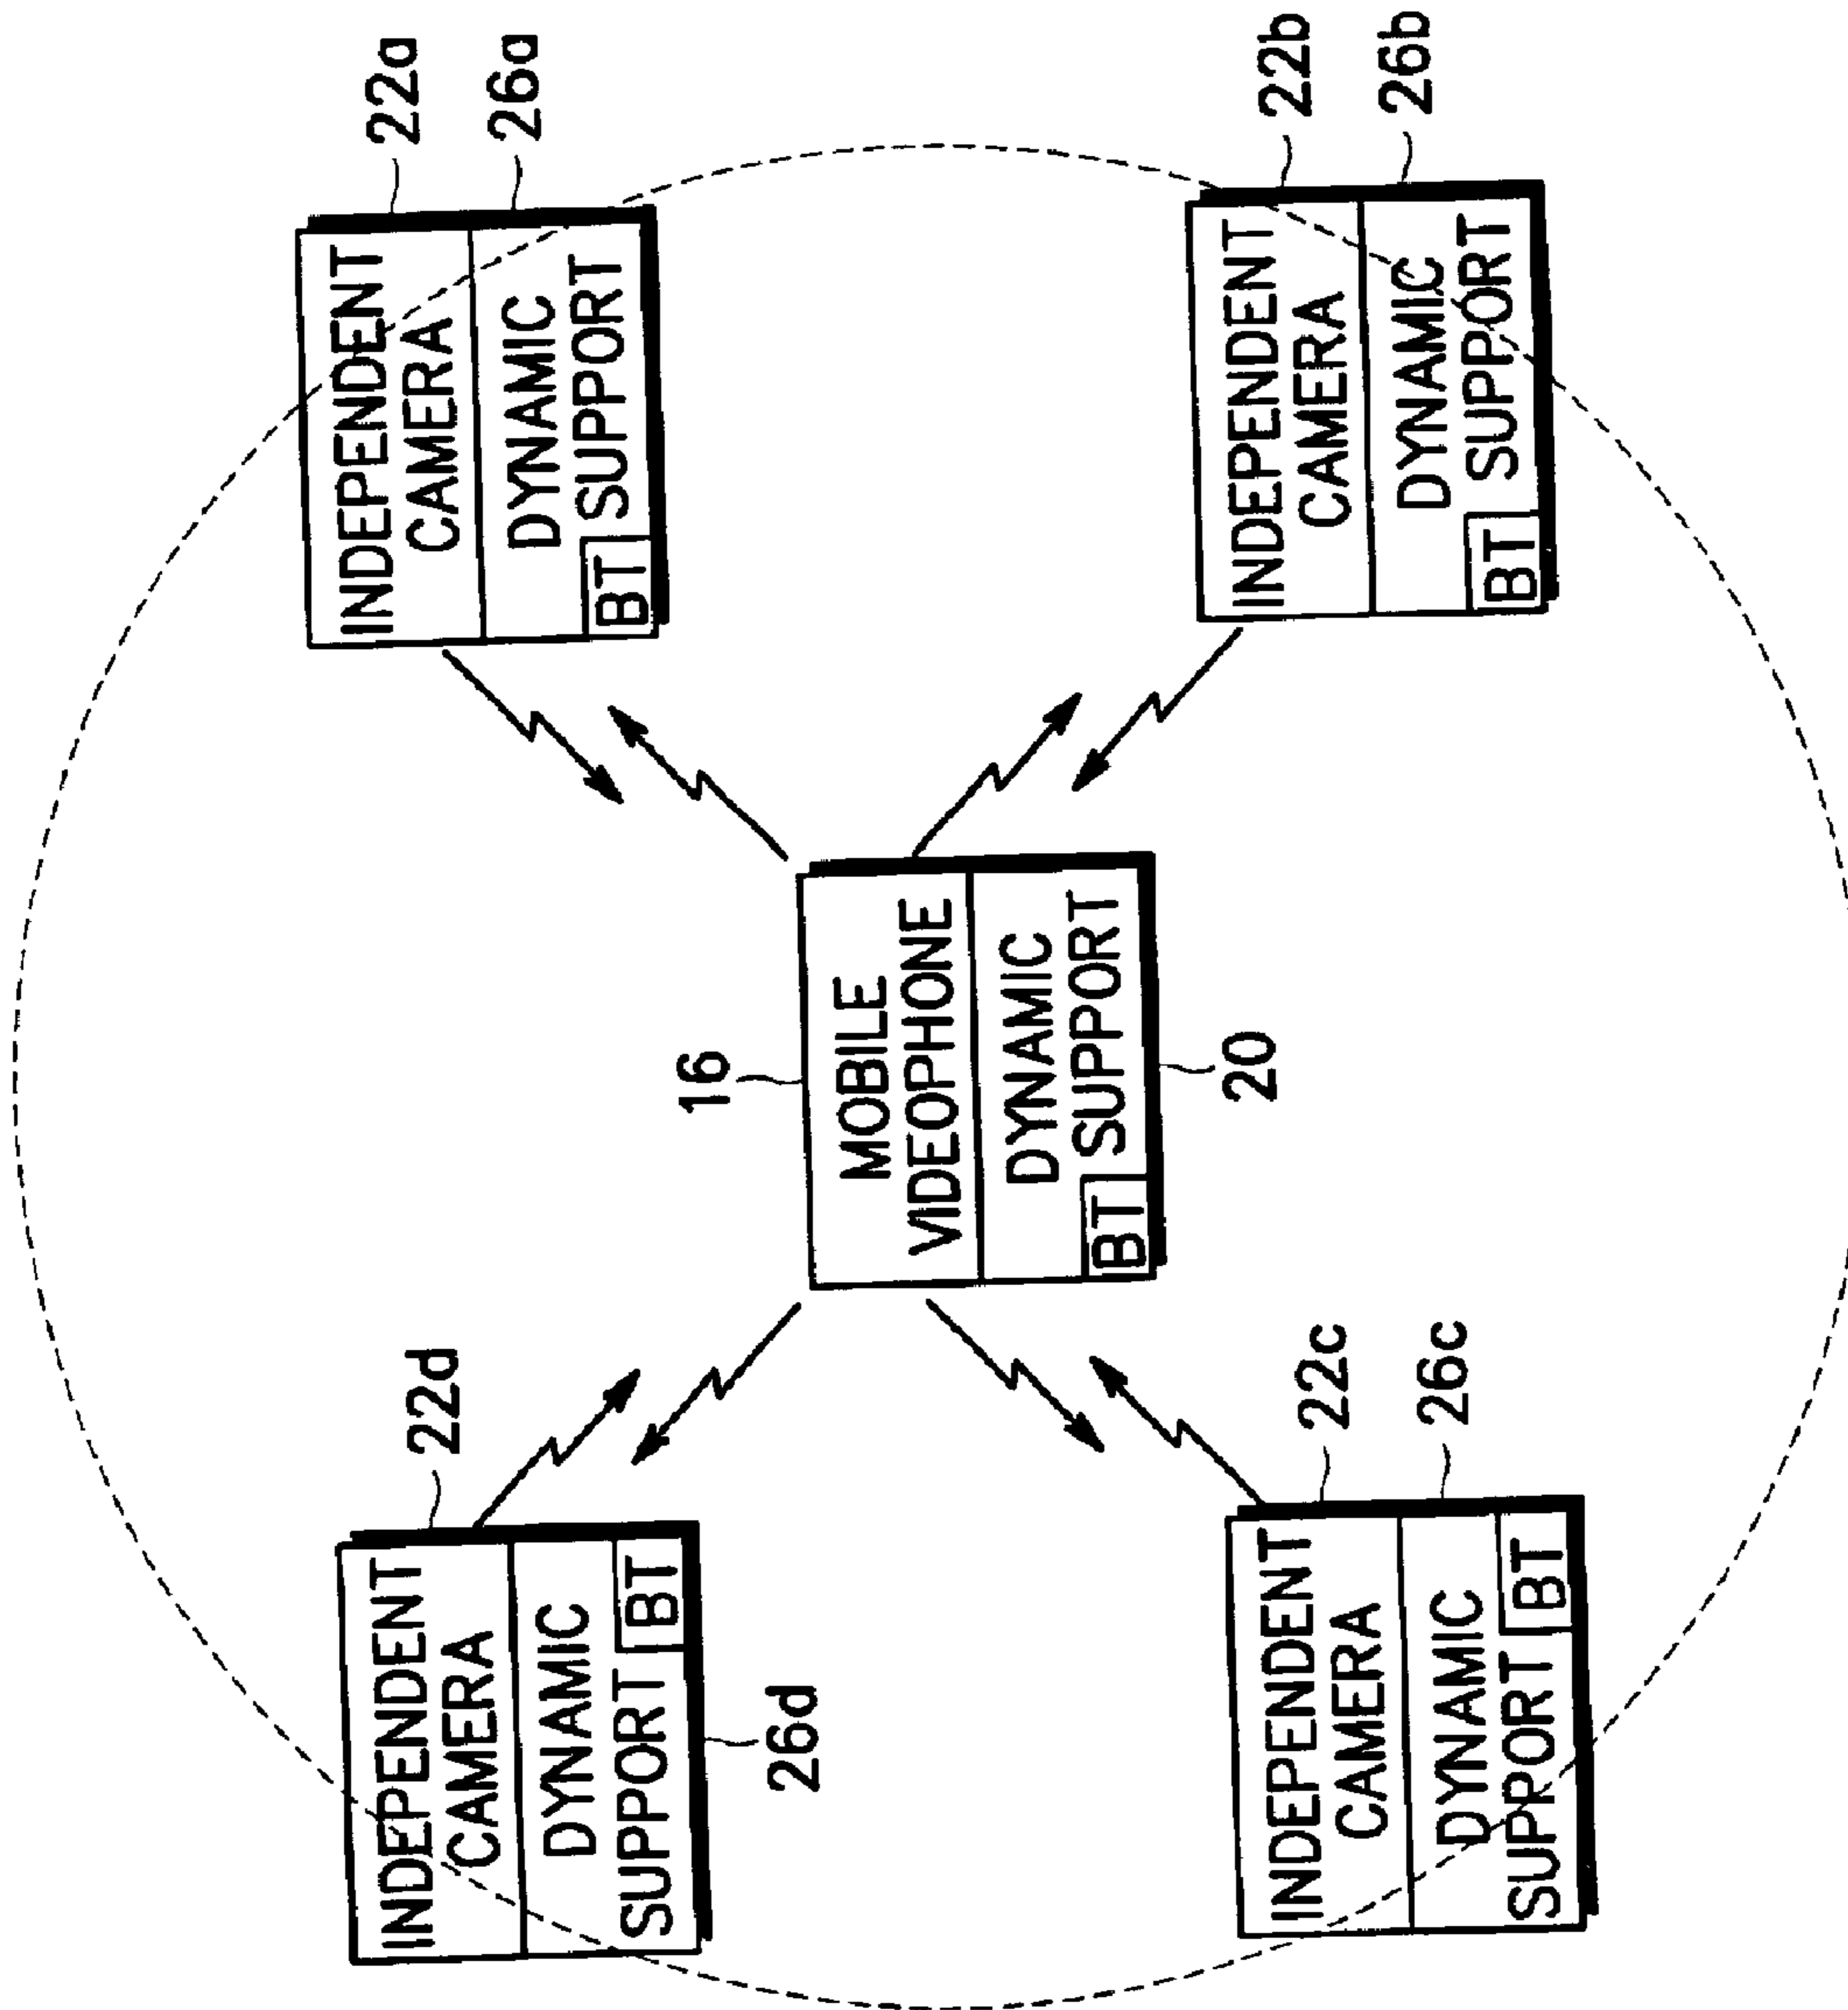 INDEPENDENT
CAMERA
22d
DYNAMIC
SUPPORT
BT
26d
INDEPENDENT
CAMERA
22a
DYNAMIC
SUPPORT
BT
26a
16
MOBILE
VIDEOPHONE
DYNAMIC
SUPPORT
BT
20
INDEPENDENT
CAMERA
22c
DYNAMIC
SUPPORT
BT
26c
INDEPENDENT
CAMERA
22b
DYNAMIC
SUPPORT
BT
26b